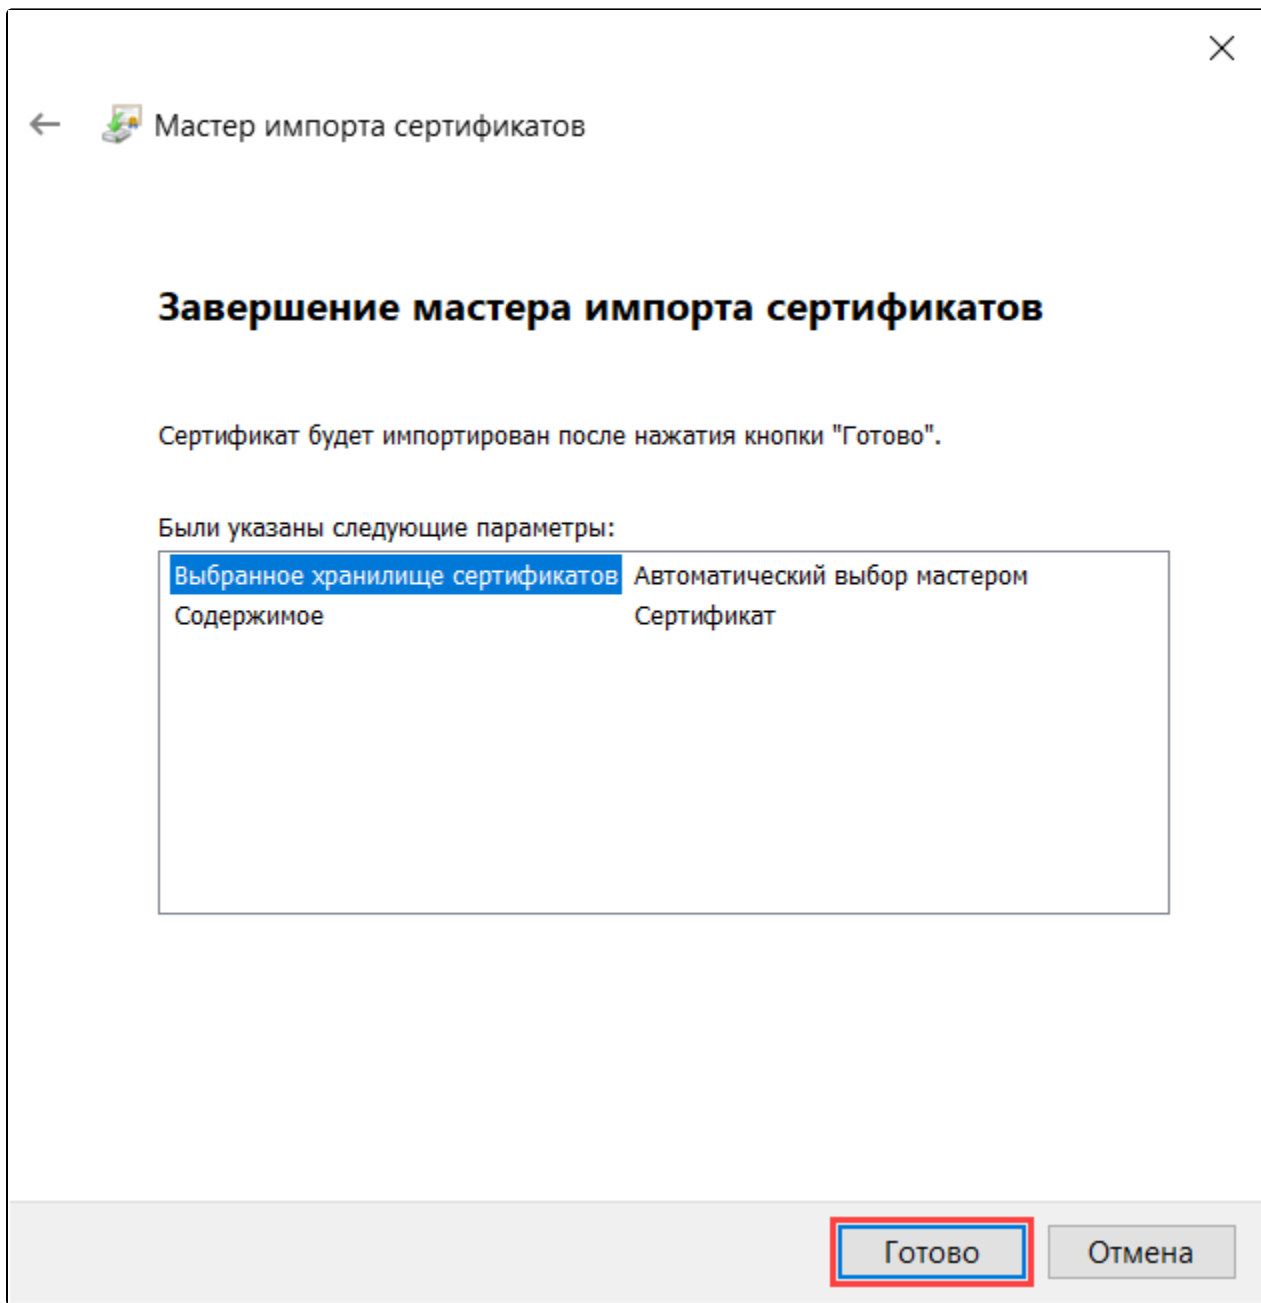 Мастер импорта сертификатов
Завершение мастера импорта сертификатов
Сертификат будет импортирован после нажатия кнопки "Готово".
Были указаны следующие параметры:
Выбранное хранилище сертификатов Автоматический выбор мастером
Содержимое Сертификат
Готово Отмена